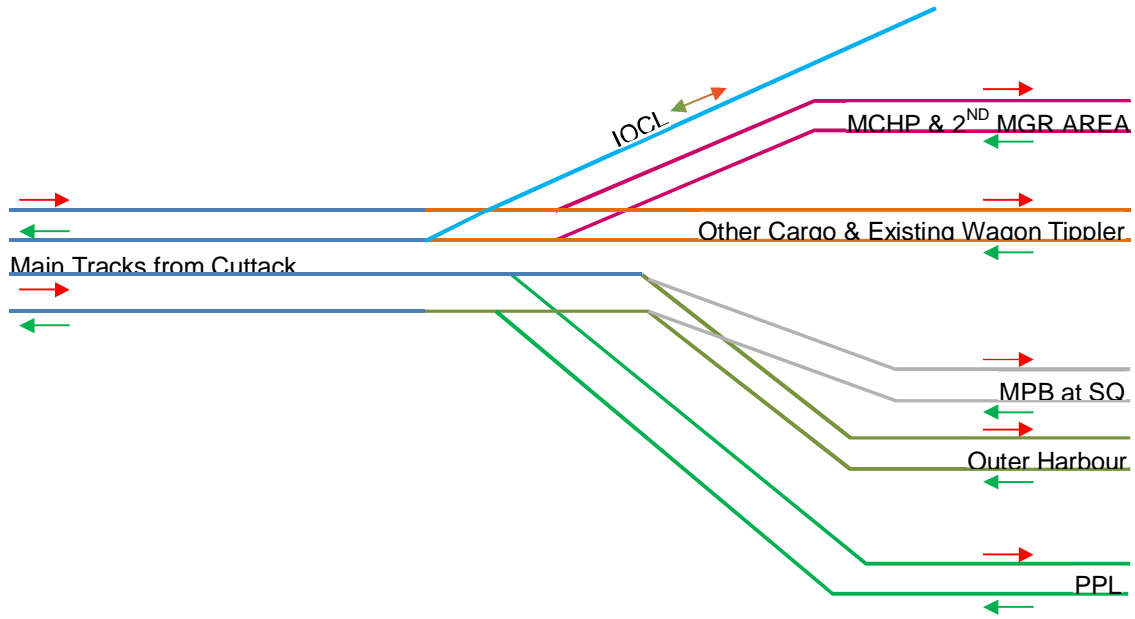 IOCL
MCHP & 2ND MGR AREA
Other Cargo & Existing Wagon Tippler
Main Tracks from Cuttack
MPB at SQ
Outer Harbour
PPL